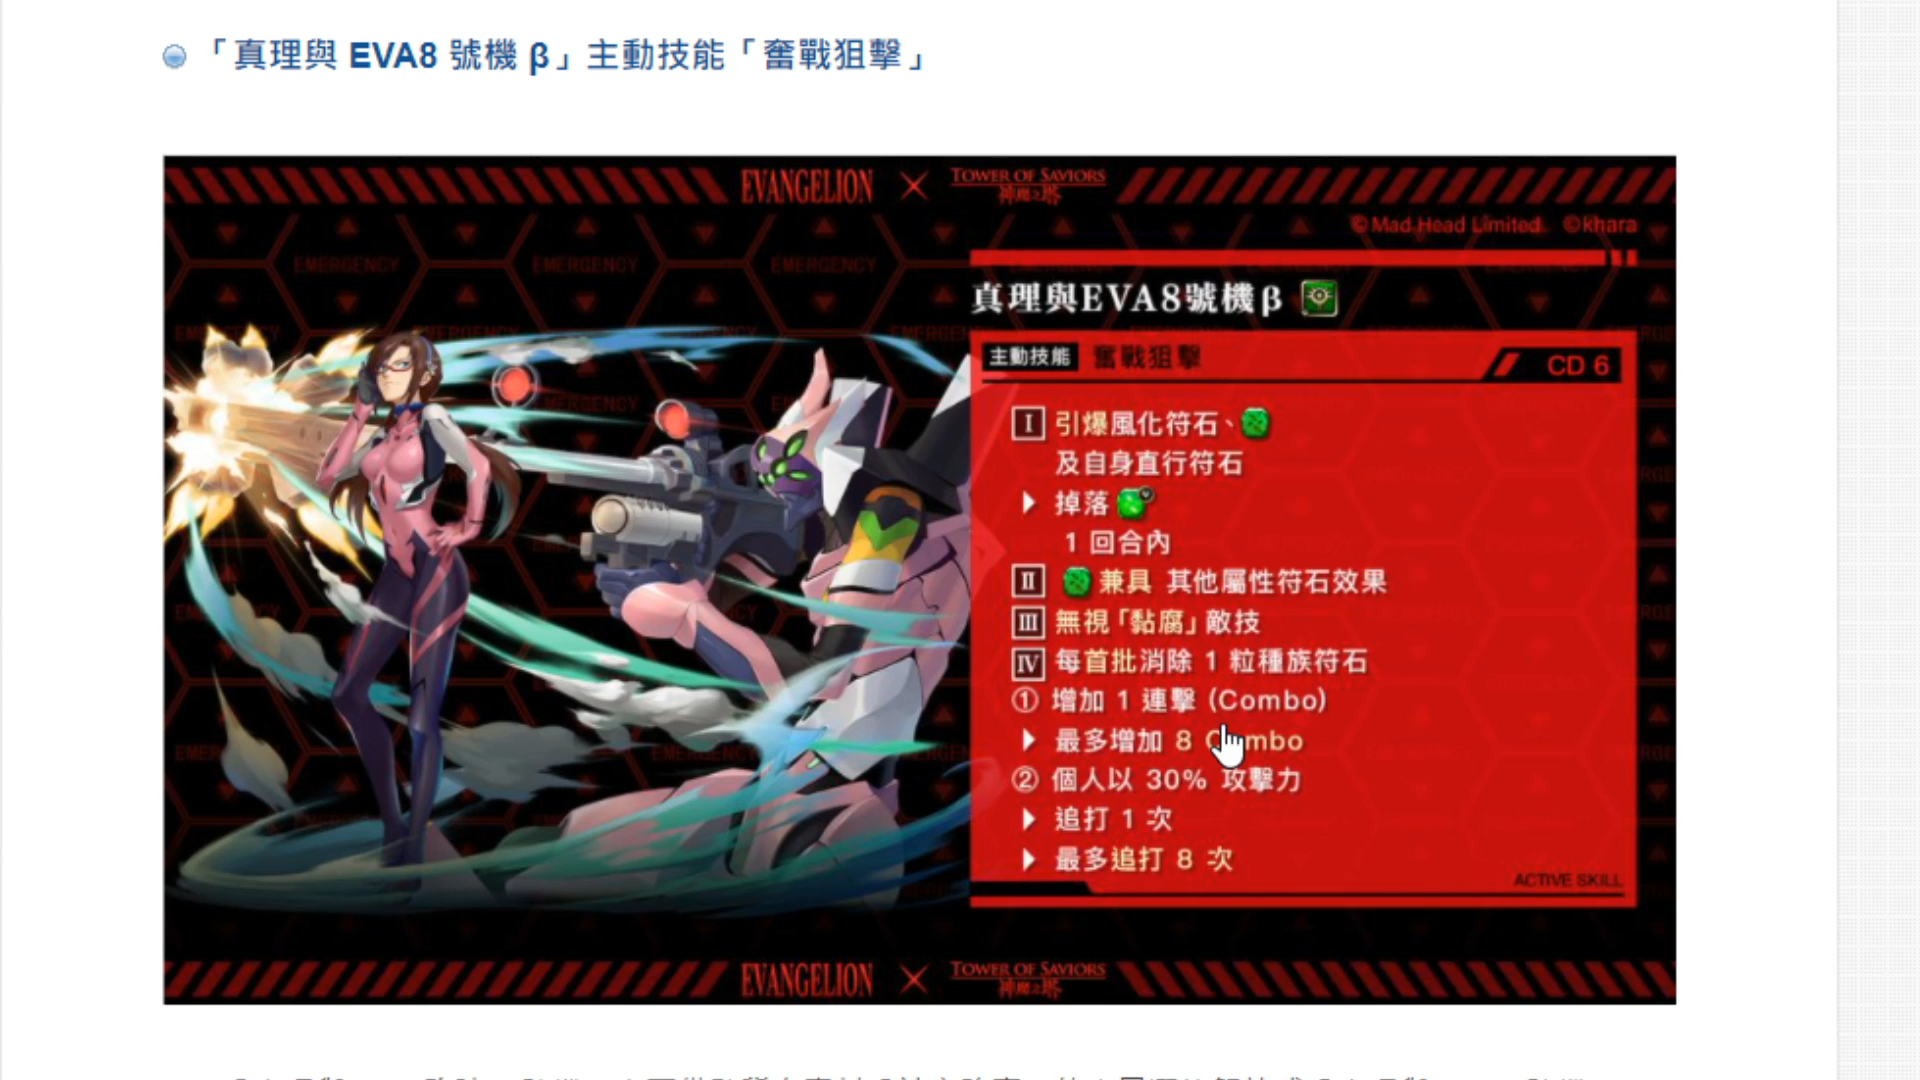 「真理與 EVA8 號機 β」主動技能「奮戰狙擊」
EVANGELION × TOWER OF SAVIORS 神魔之塔
©Mad Head Limited. ©khara
EMERGENCY EMERGENCY EMERGENCY
真理與EVA8號機β
主動技能 奮戰狙擊 CD 6
I 引爆風化符石、
及自身直行符石
掉落
1 回合內
II 兼具 其他屬性符石效果
III 無視「黏腐」敵技
IV 每首批消除 1 粒種族符石
① 增加 1 連擊 (Combo)
最多增加 8
② 個人以 30% 攻擊力
追打 1 次
最多追打 8 次
ACTIVE SKILL
EVANGELION × TOWER OF SAVIORS 神魔之塔